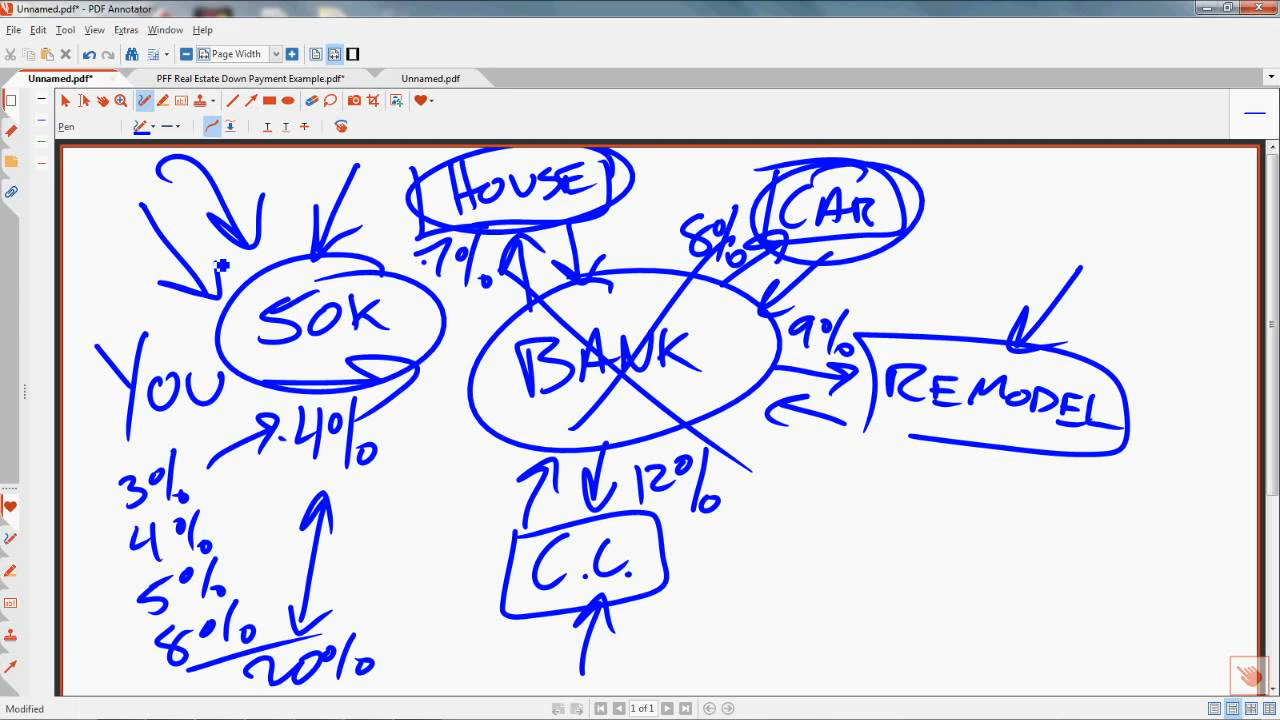 Unnamed.pdf* - PDF Annotator
File Edit Tool View Extras Window Help
Page Width
Unnamed.pdf* PFF Real Estate Down Payment Example.pdf* Unnamed.pdf
Pen
HOUSE
CAR
.7%
8%
50K
BANK
9%
REMODEL
YOU
.4%
12%
3%
4%
5%
8%
20%
C.C.
Modified
1 of 1